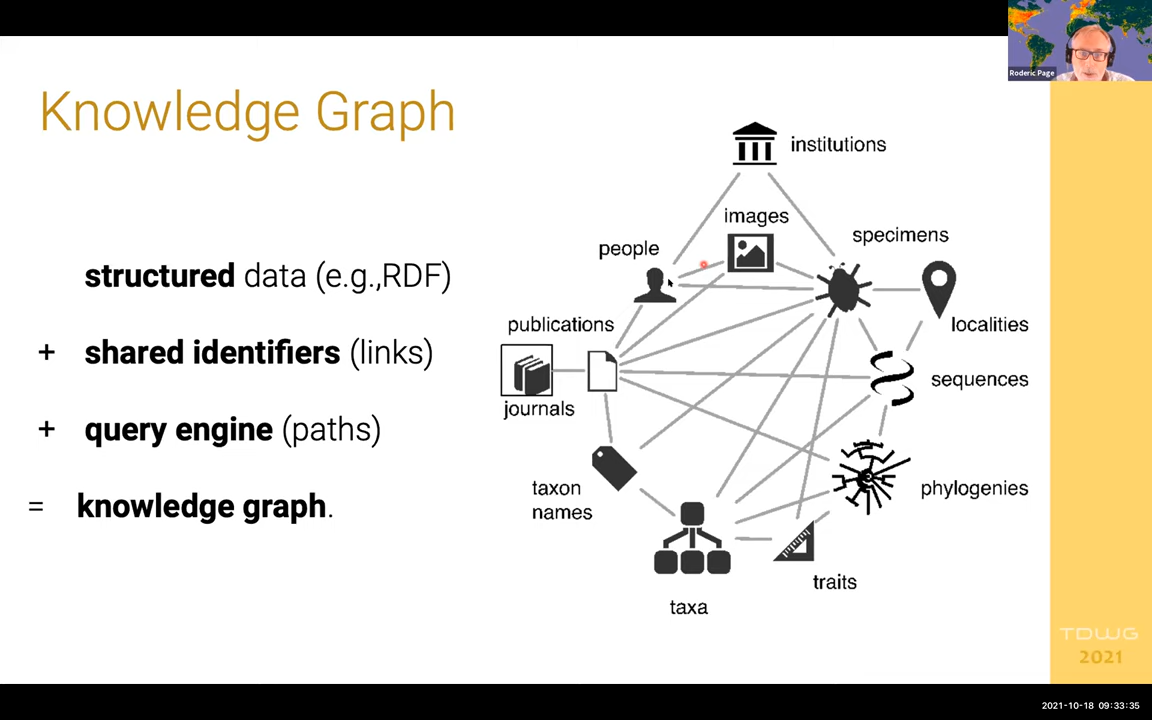 Roderic Page
Knowledge Graph
structured data (e.g.,RDF)
+ shared identifiers (links)
+ query engine (paths)
= knowledge graph.
institutions
images
people
specimens
publications
localities
journals
sequences
taxon
names
phylogenies
traits
taxa
TDWG
2021
2021-10-18 09:33:35